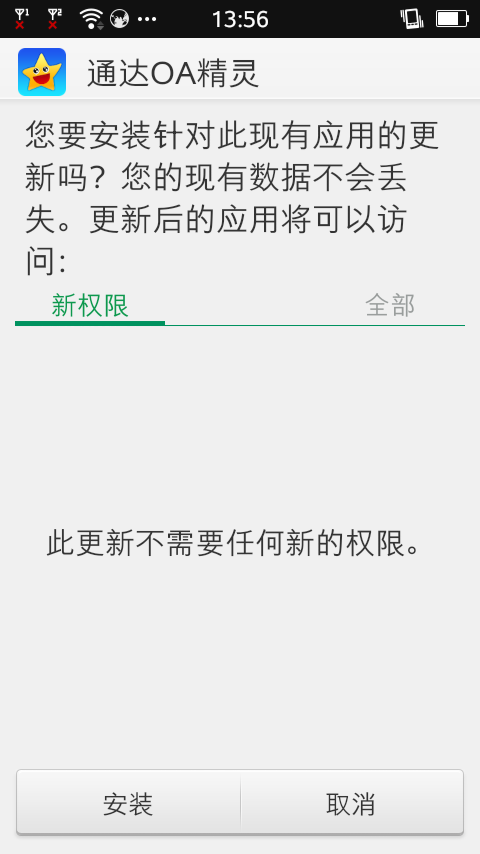 13:56
通达OA精灵
您要安装针对此现有应用的更
新吗？您的现有数据不会丢
失。更新后的应用将可以访
问：
新权限
全部
此更新不需要任何新的权限。
安装
取消